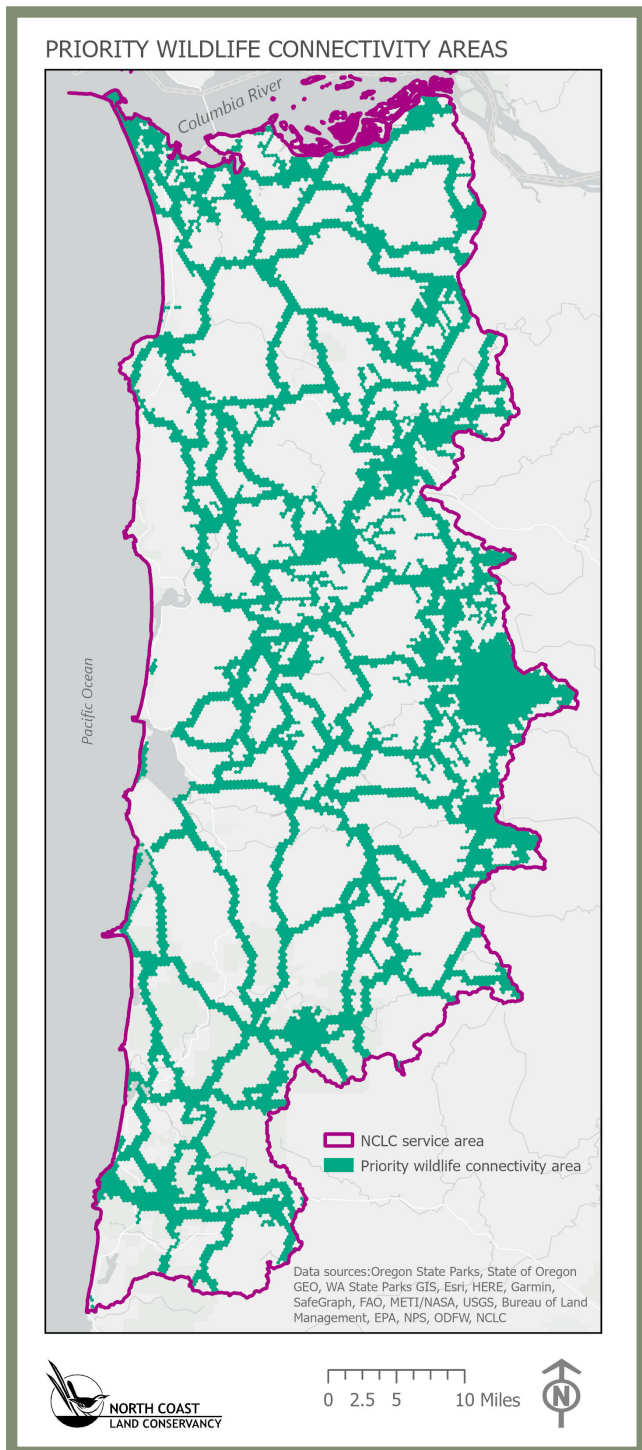 PRIORITY WILDLIFE CONNECTIVITY AREAS
Columbia River
Pacific Ocean
NCLC service area
Priority wildlife connectivity area
Data sources:Oregon State Parks, State of Oregon
GEO, WA State Parks GIS, Esri, HERE, Garmin,
SafeGraph, FAO, METI/NASA, USGS, Bureau of Land
Management, EPA, NPS, ODFW, NCLC
NORTH COAST
LAND CONSERVANCY
0 2.5 5 10 Miles
N